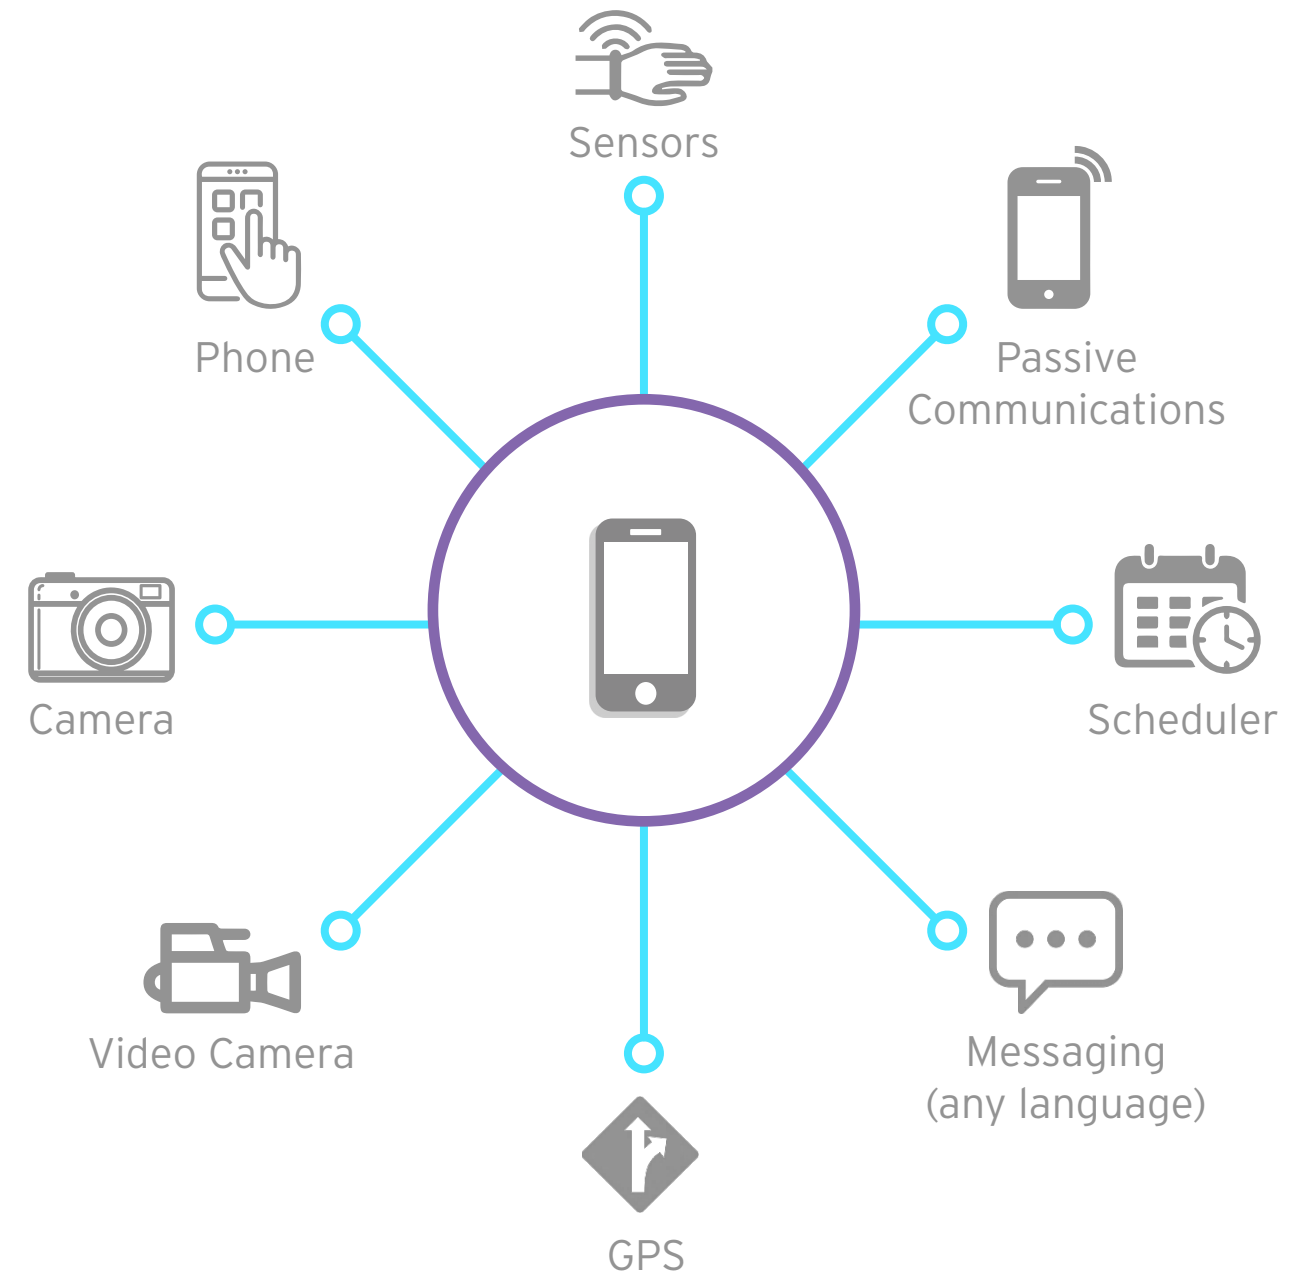 Sensors
Phone
Passive
Communications
Camera
Scheduler
Video Camera
Messaging
(any language)
GPS